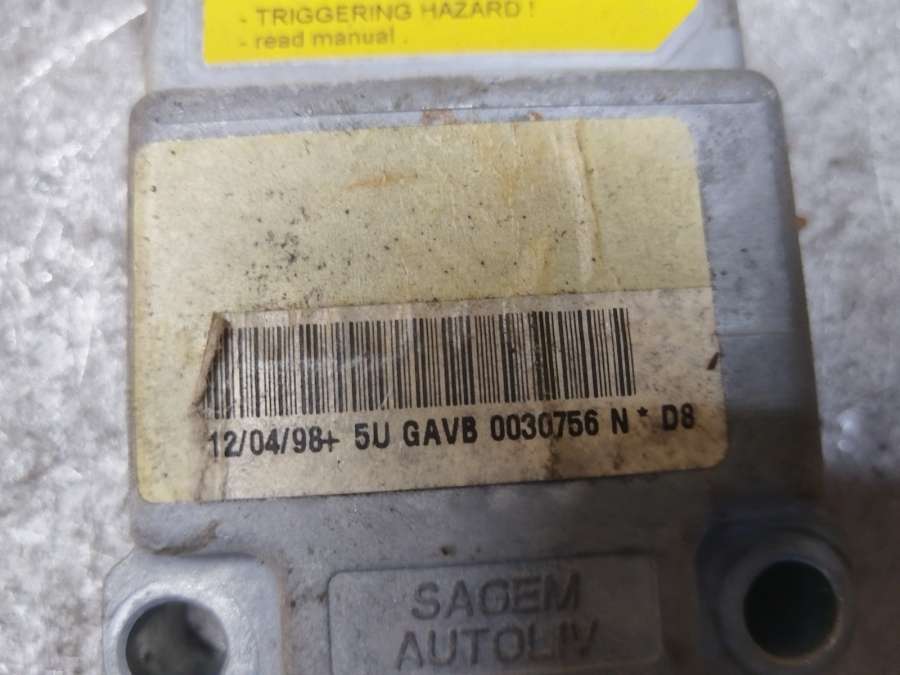 - TRIGGERING HAZARD !
- read manual .
12/04/98+ 5U GAVB 0030756 N * D8
SAGEM
AUTOLIV